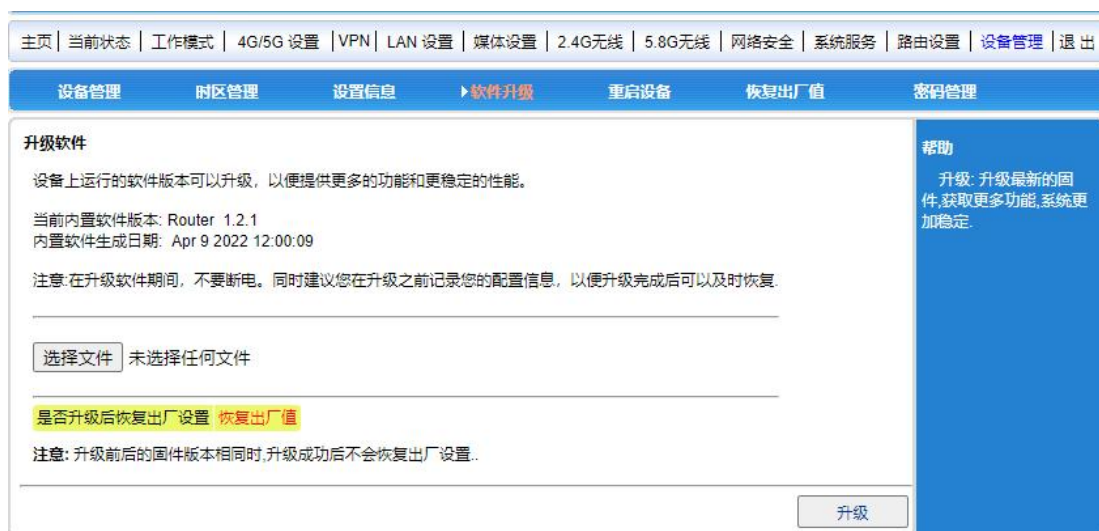 主页| 当前状态 | 工作模式 | 4G/5G 设置 |VPN| LAN 设置 | 媒体设置 | 2.4G无线 | 5.8G无线 | 网络安全 | 系统服务 | 路由设置 | 设备管理 |退 出
设备管理 时区管理 设置信息 软件升级 重启设备 恢复出厂值 密码管理
升级软件
设备上运行的软件版本可以升级，以便提供更多的功能和更稳定的性能。
当前内置软件版本: Router 1.2.1
内置软件生成日期: Apr 9 2022 12:00:09
注意:在升级软件期间，不要断电。同时建议您在升级之前记录您的配置信息，以便升级完成后可以及时恢复.
选择文件 未选择任何文件
是否升级后恢复出厂设置 恢复出厂值
注意: 升级前后的固件版本相同时,升级成功后不会恢复出厂设置..
升级
帮助
升级: 升级最新的固
件,获取更多功能,系统更
加稳定.